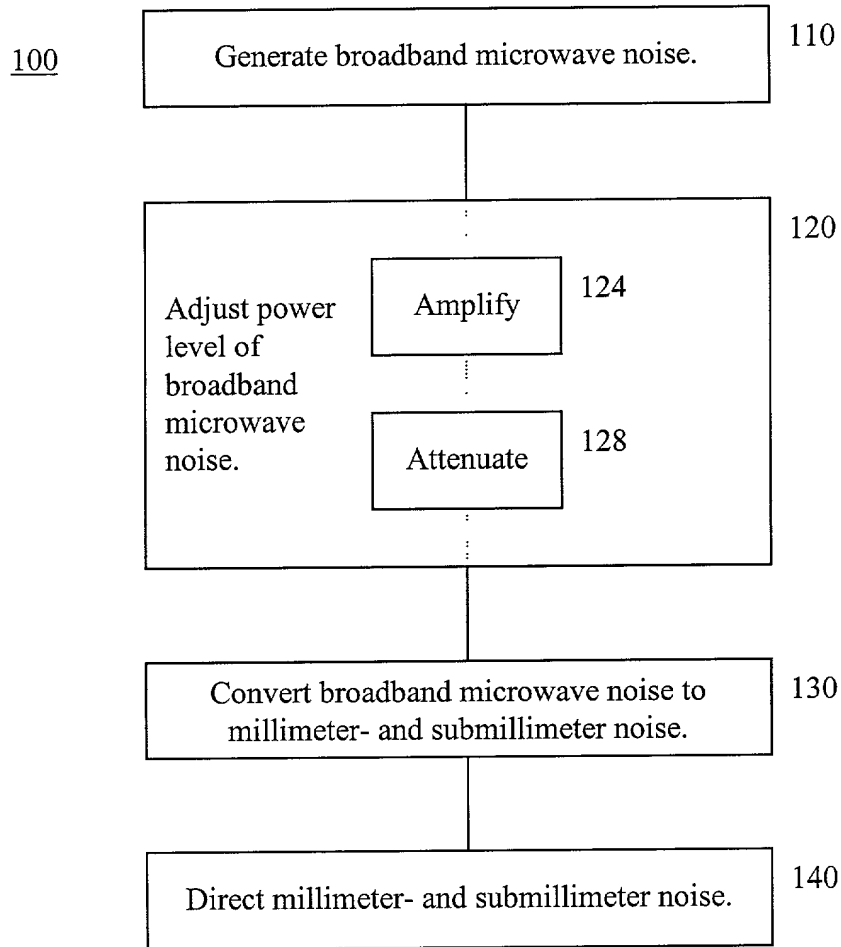 100
Generate broadband microwave noise.
110
120
Adjust power
level of
broadband
microwave
noise.
Amplify
124
Attenuate
128
Convert broadband microwave noise to
millimeter- and submillimeter noise.
130
Direct millimeter- and submillimeter noise.
140